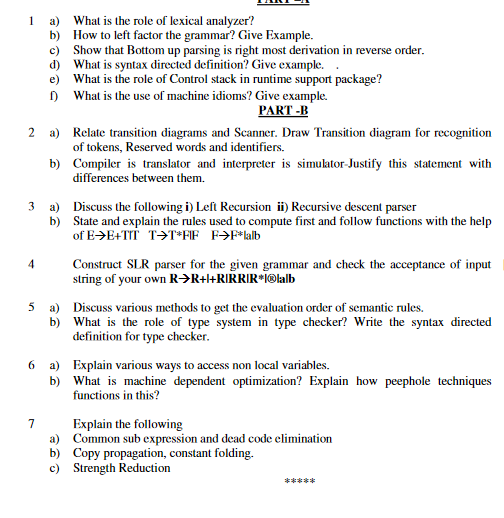 PART -A
1 a) What is the role of lexical analyzer?
b) How to left factor the grammar? Give Example.
c) Show that Bottom up parsing is right most derivation in reverse order.
d) What is syntax directed definition? Give example. .
e) What is the role of Control stack in runtime support package?
f) What is the use of machine idioms? Give example.
PART -B
2 a) Relate transition diagrams and Scanner. Draw Transition diagram for recognition
of tokens, Reserved words and identifiers.
b) Compiler is translator and interpreter is simulator-Justify this statement with
differences between them.
3 a) Discuss the following i) Left Recursion ii) Recursive descent parser
b) State and explain the rules used to compute first and follow functions with the help
of E→E+T|T T→T*F|F F→F*|a|b
4 Construct SLR parser for the given grammar and check the acceptance of input
string of your own R→R+|+R|RR|R*|®|a|b
5 a) Discuss various methods to get the evaluation order of semantic rules.
b) What is the role of type system in type checker? Write the syntax directed
definition for type checker.
6 a) Explain various ways to access non local variables.
b) What is machine dependent optimization? Explain how peephole techniques
functions in this?
7 Explain the following
a) Common sub expression and dead code elimination
b) Copy propagation, constant folding.
c) Strength Reduction
*****